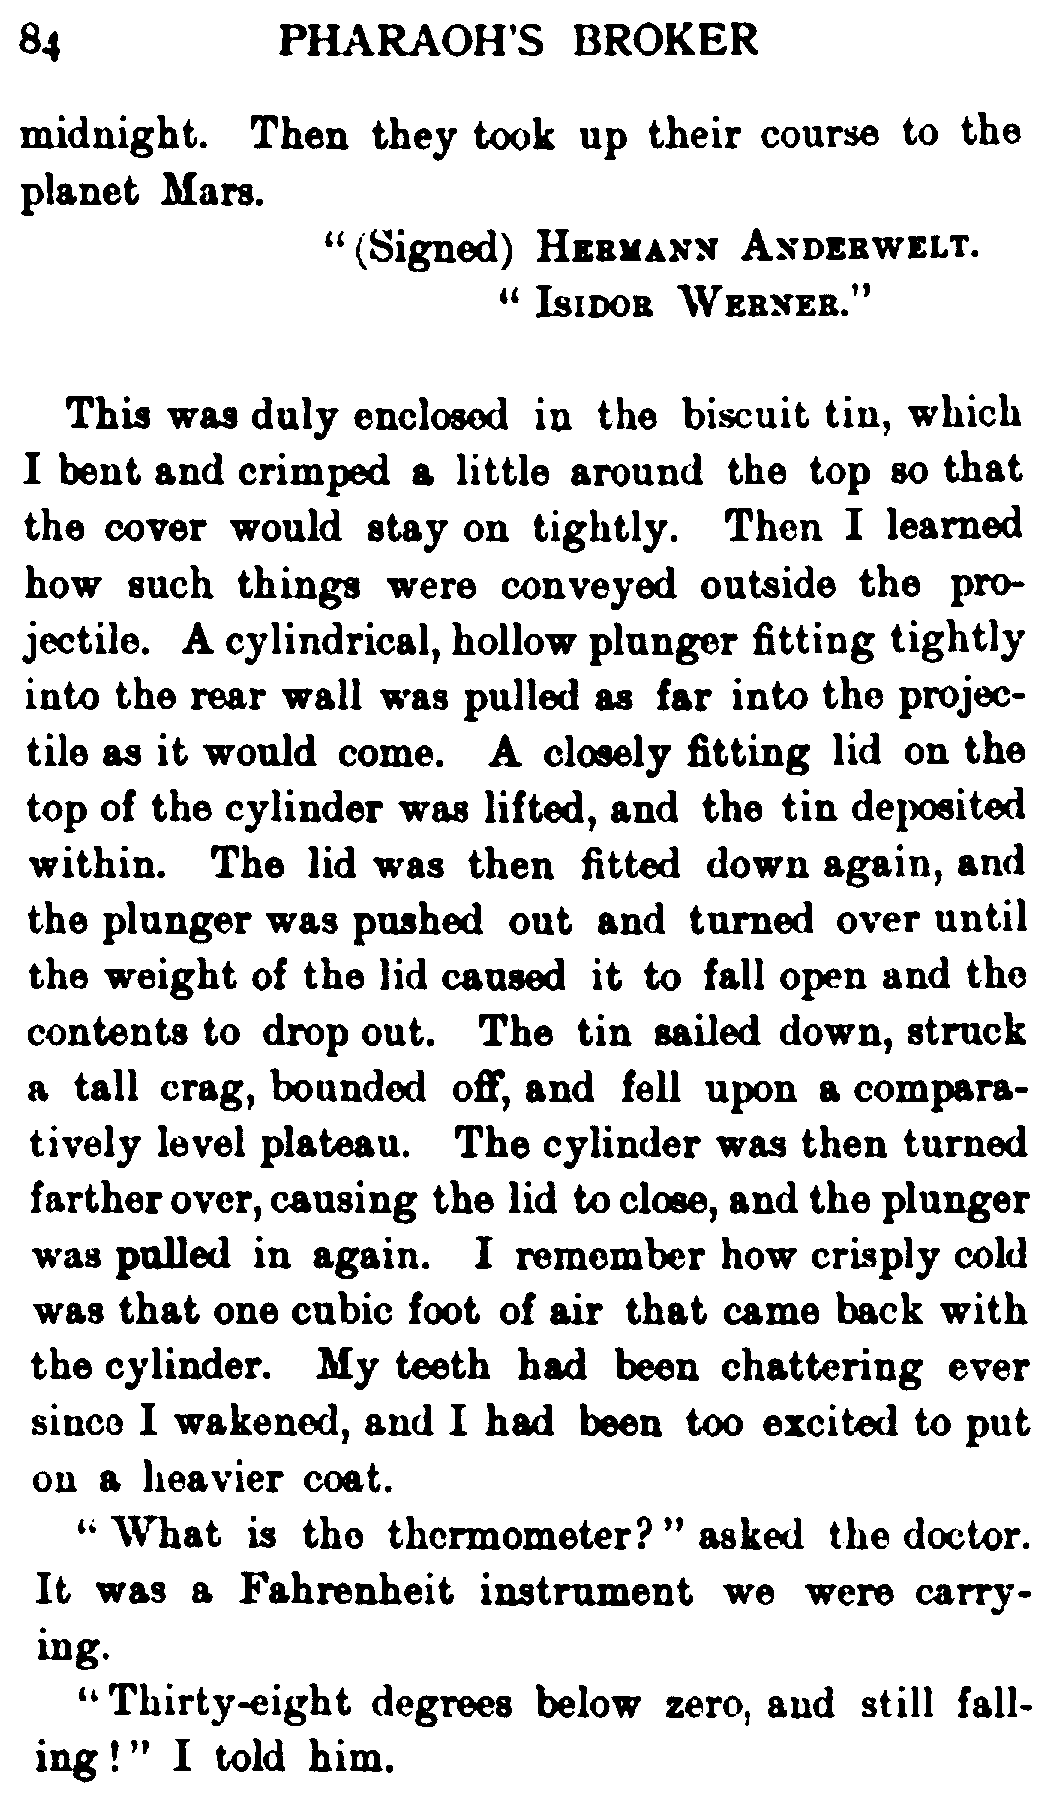 84 PHARAOH'S BROKER
midnight. Then they took up their course to the
planet Mars.
"(Signed) HERMANN ANDERWELT.
" ISIDOR WERNER."
This was duly enclosed in the biscuit tin, which
I bent and crimped a little around the top so that
the cover would stay on tightly. Then I learned
how such things were conveyed outside the pro-
jectile. A cylindrical, hollow plunger fitting tightly
into the rear wall was pulled as far into the projec-
tile as it would come. A closely fitting lid on the
top of the cylinder was lifted, and the tin deposited
within. The lid was then fitted down again, and
the plunger was pushed out and turned over until
the weight of the lid caused it to fall open and the
contents to drop out. The tin sailed down, struck
a tall crag, bounded off, and fell upon a compara-
tively level plateau. The cylinder was then turned
farther over, causing the lid to close, and the plunger
was pulled in again. I remember how crisply cold
was that one cubic foot of air that came back with
the cylinder. My teeth had been chattering ever
since I wakened, and I had been too excited to put
on a heavier coat.
"What is the thermometer?" asked the doctor.
It was a Fahrenheit instrument we were carry-
ing.
"Thirty-eight degrees below zero, and still fall-
ing!" I told him.